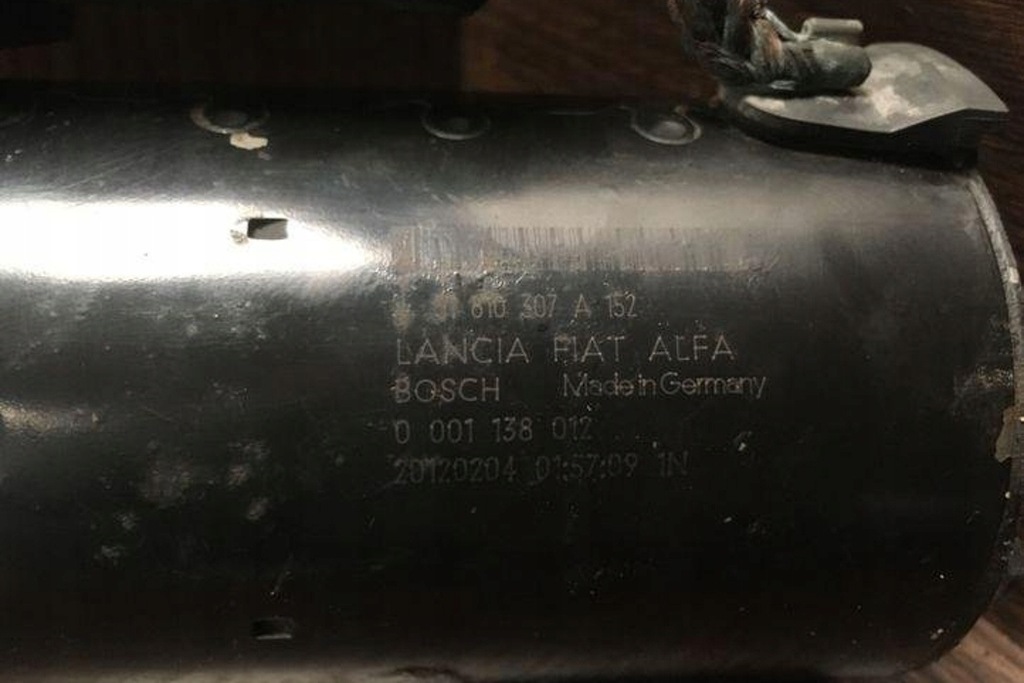 810 307 A 152
LANCIA FIAT ALFA
BOSCH Made in Germany
0 001 138 012
20120204 01:57:09 1N